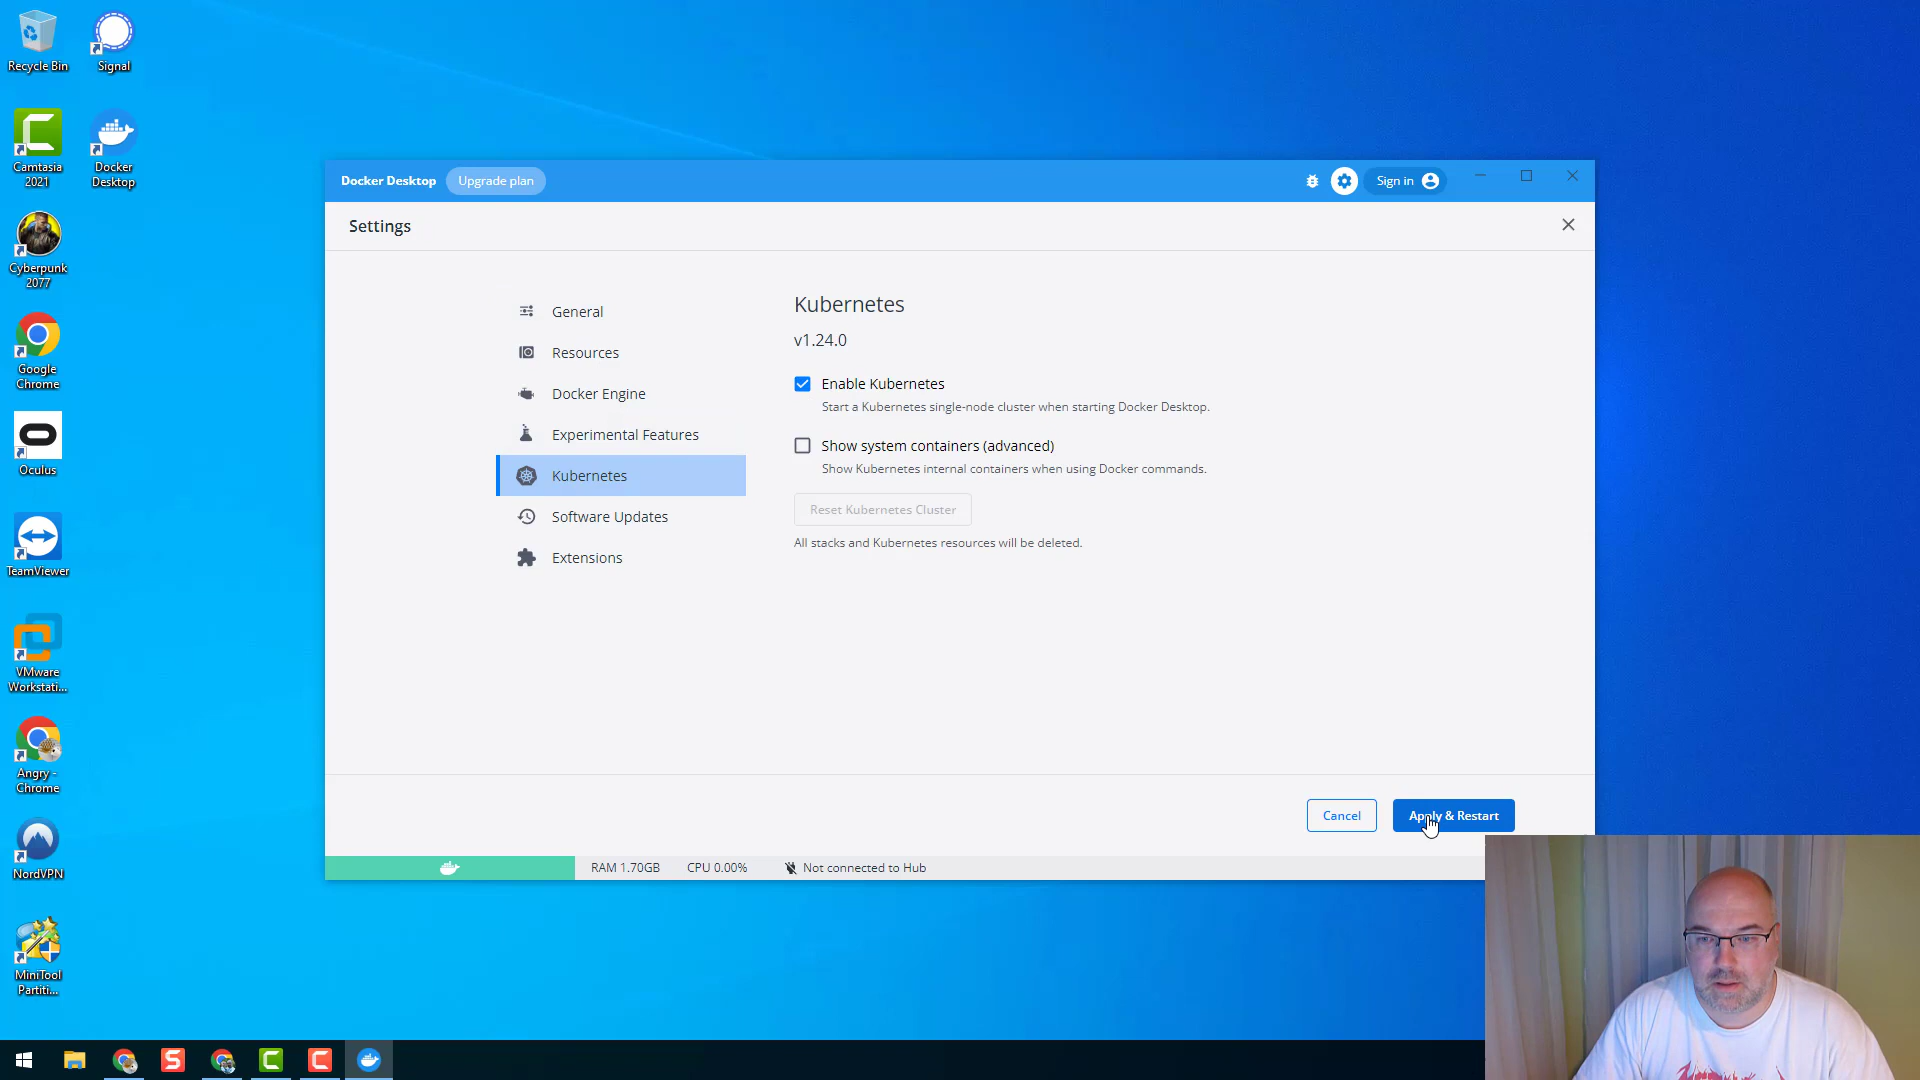 Recycle Bin
Signal
Camtasia
2021
Docker
Desktop
Cyberpunk
2077
Google
Chrome
Oculus
TeamViewer
VMware
Workstati...
Angry -
Chrome
NordVPN
MiniTool
Partiti...
Docker Desktop
Upgrade plan
Sign in
Settings
General
Resources
Docker Engine
Experimental Features
Kubernetes
Software Updates
Extensions
Kubernetes
v1.24.0
Enable Kubernetes
Start a Kubernetes single-node cluster when starting Docker Desktop.
Show system containers (advanced)
Show Kubernetes internal containers when using Docker commands.
Reset Kubernetes Cluster
All stacks and Kubernetes resources will be deleted.
Cancel
Apply & Restart
RAM 1.70GB
CPU 0.00%
Not connected to Hub